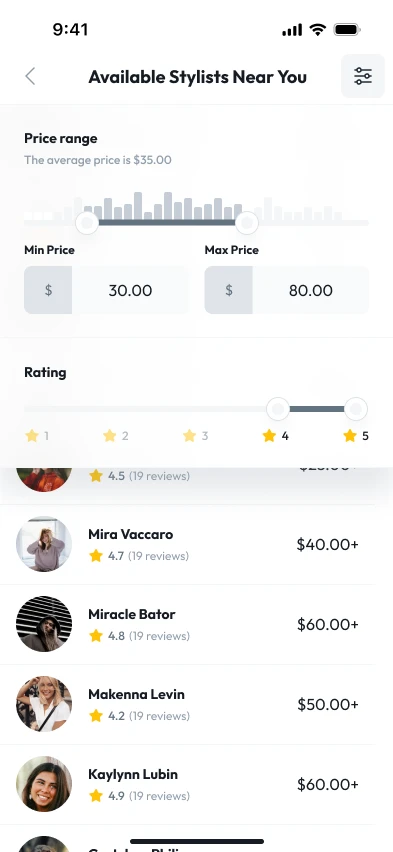 9:41
Available Stylists Near You
Price range
The average price is $35.00
Min Price Max Price
$ 30.00 $ 80.00
Rating
1 2 3 4 5
4.5 (19 reviews)
Mira Vaccaro
4.7 (19 reviews) $40.00+
Miracle Bator
4.8 (19 reviews) $60.00+
Makenna Levin
4.2 (19 reviews) $50.00+
Kaylynn Lubin
4.9 (19 reviews) $60.00+